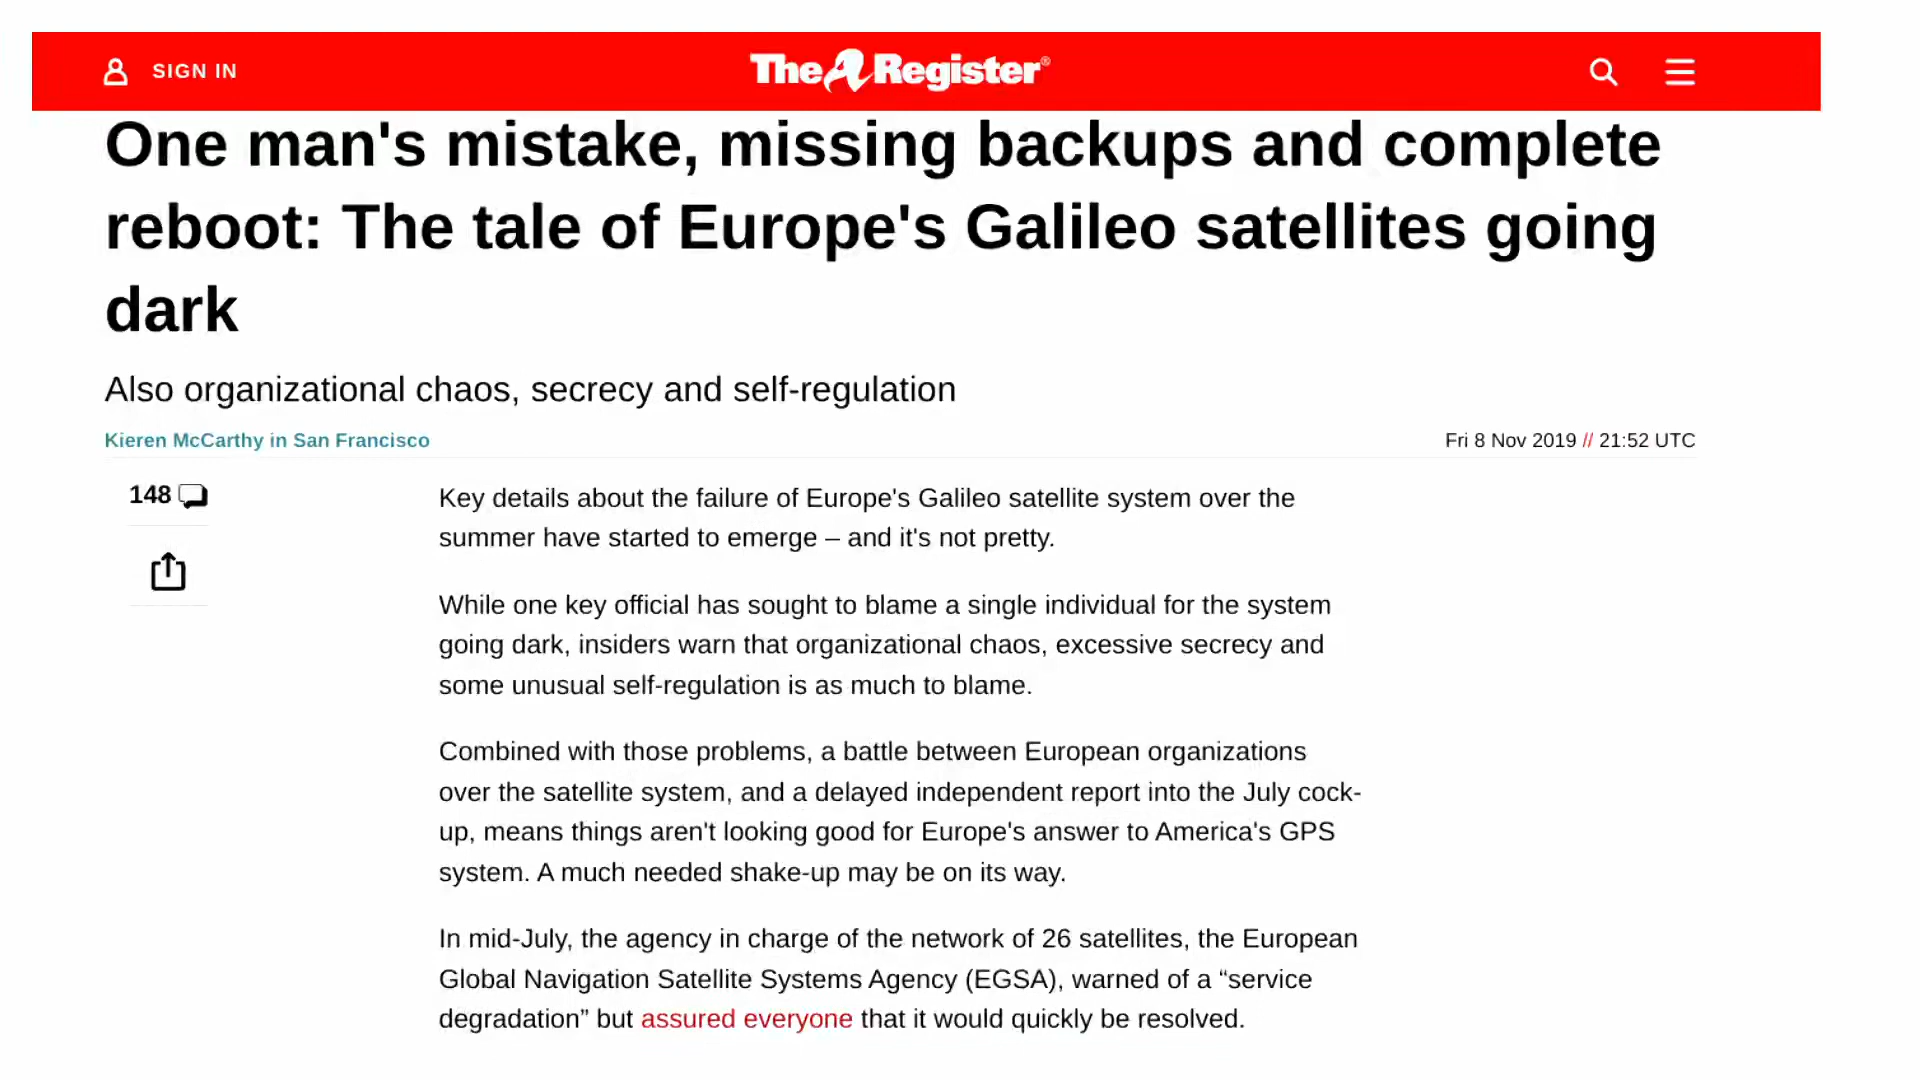 SIGN IN
The Register®
One man's mistake, missing backups and complete
reboot: The tale of Europe's Galileo satellites going
dark
Also organizational chaos, secrecy and self-regulation
Kieren McCarthy in San Francisco
Fri 8 Nov 2019 // 21:52 UTC
148
Key details about the failure of Europe's Galileo satellite system over the
summer have started to emerge – and it's not pretty.
While one key official has sought to blame a single individual for the system
going dark, insiders warn that organizational chaos, excessive secrecy and
some unusual self-regulation is as much to blame.
Combined with those problems, a battle between European organizations
over the satellite system, and a delayed independent report into the July cock-
up, means things aren't looking good for Europe's answer to America's GPS
system. A much needed shake-up may be on its way.
In mid-July, the agency in charge of the network of 26 satellites, the European
Global Navigation Satellite Systems Agency (EGSA), warned of a “service
degradation” but assured everyone that it would quickly be resolved.